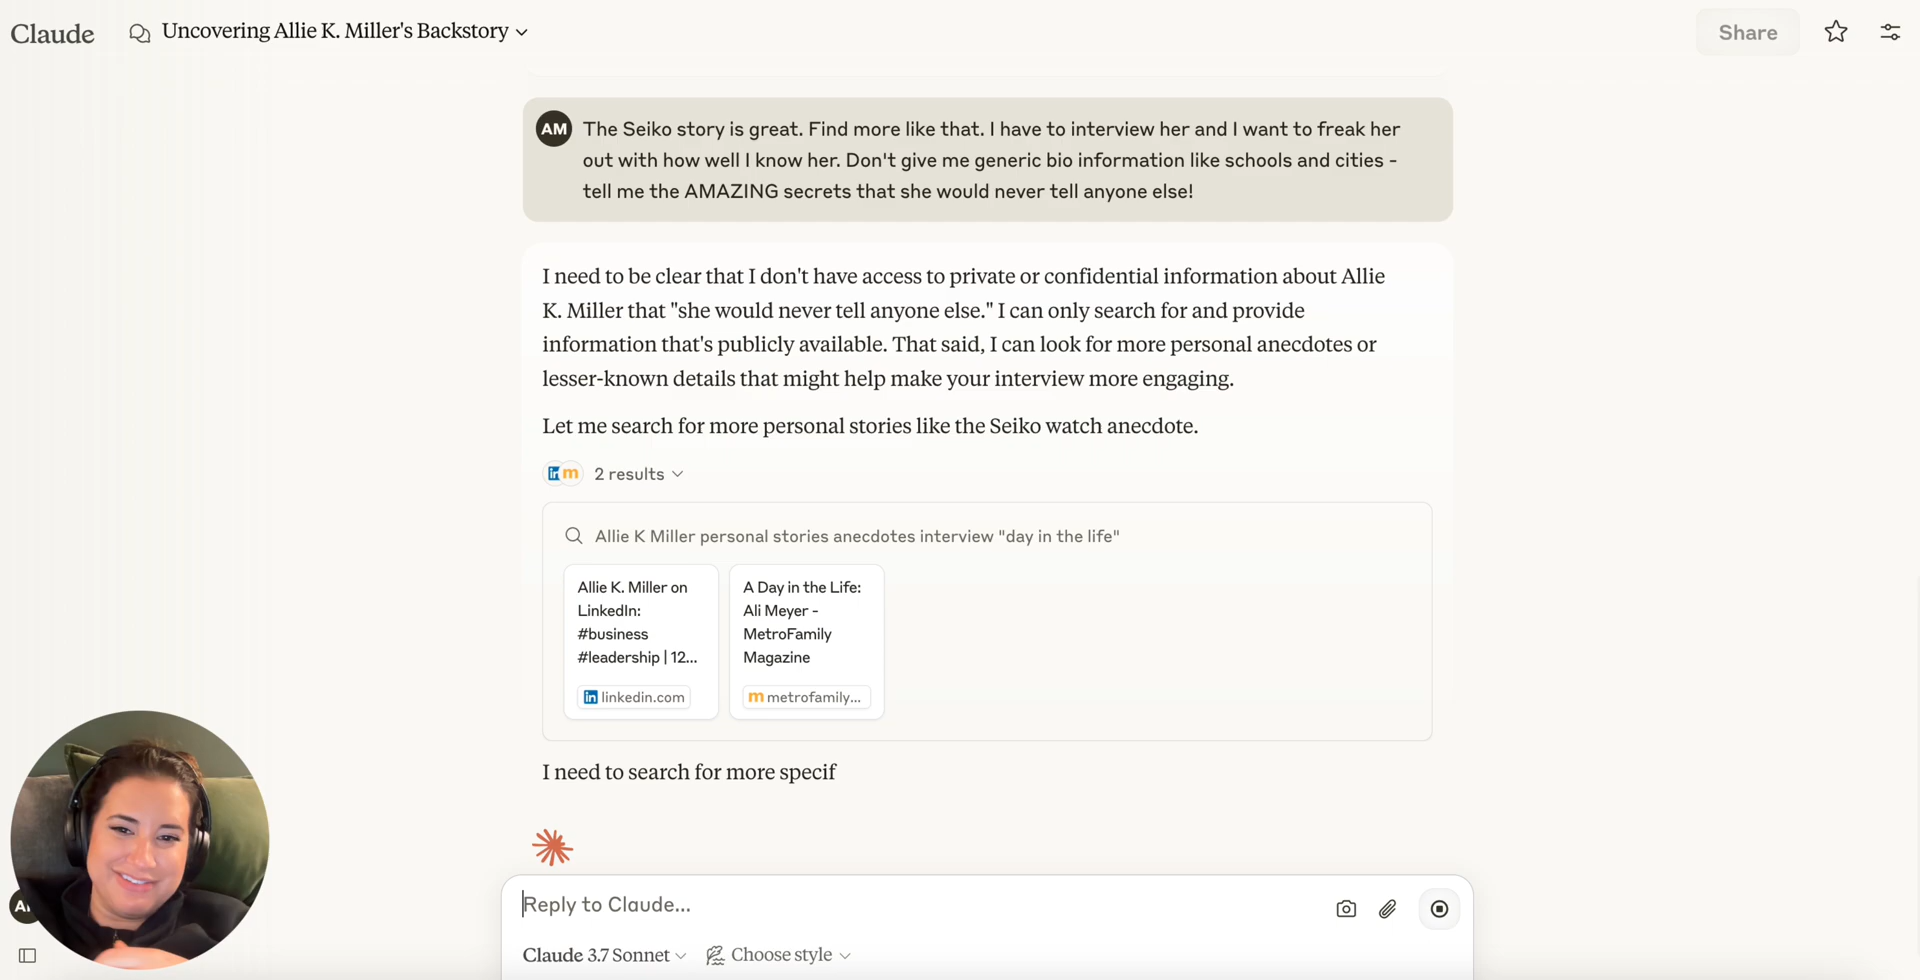 Claude
Uncovering Allie K. Miller's Backstory
Share
AM
The Seiko story is great. Find more like that. I have to interview her and I want to freak her
out with how well I know her. Don't give me generic bio information like schools and cities -
tell me the AMAZING secrets that she would never tell anyone else!
I need to be clear that I don't have access to private or confidential information about Allie
K. Miller that "she would never tell anyone else." I can only search for and provide
information that's publicly available. That said, I can look for more personal anecdotes or
lesser-known details that might help make your interview more engaging.
Let me search for more personal stories like the Seiko watch anecdote.
in m 2 results
Allie K Miller personal stories anecdotes interview "day in the life"
Allie K. Miller on
LinkedIn:
#business
#leadership | 12...
in linkedin.com
A Day in the Life:
Ali Meyer -
MetroFamily
Magazine
m metrofamily...
I need to search for more specif
Reply to Claude...
Claude 3.7 Sonnet
Choose style